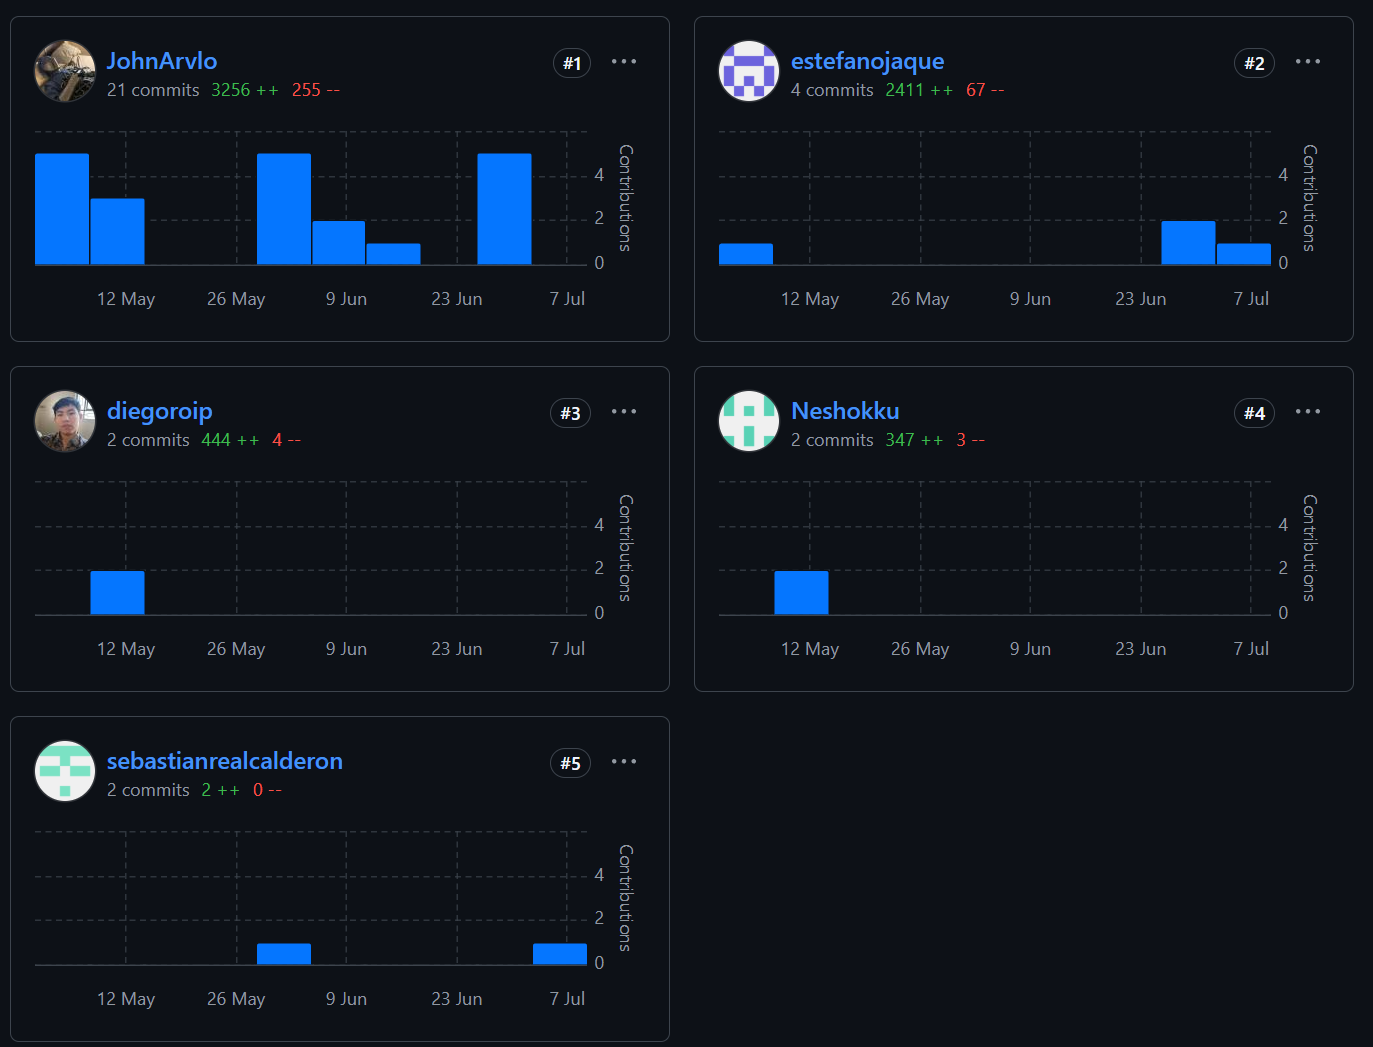 JohnArvlo
#1
21 commits 3256 ++ 255 --
Contributions
4
2
0
12 May 26 May 9 Jun 23 Jun 7 Jul
estefanojaque
#2
4 commits 2411 ++ 67 --
Contributions
4
2
0
12 May 26 May 9 Jun 23 Jun 7 Jul
diegoroip
#3
2 commits 444 ++ 4 --
Contributions
4
2
0
12 May 26 May 9 Jun 23 Jun 7 Jul
Neshokku
#4
2 commits 347 ++ 3 --
Contributions
4
2
0
12 May 26 May 9 Jun 23 Jun 7 Jul
sebastianrealcalderon
#5
2 commits 2 ++ 0 --
Contributions
4
2
0
12 May 26 May 9 Jun 23 Jun 7 Jul